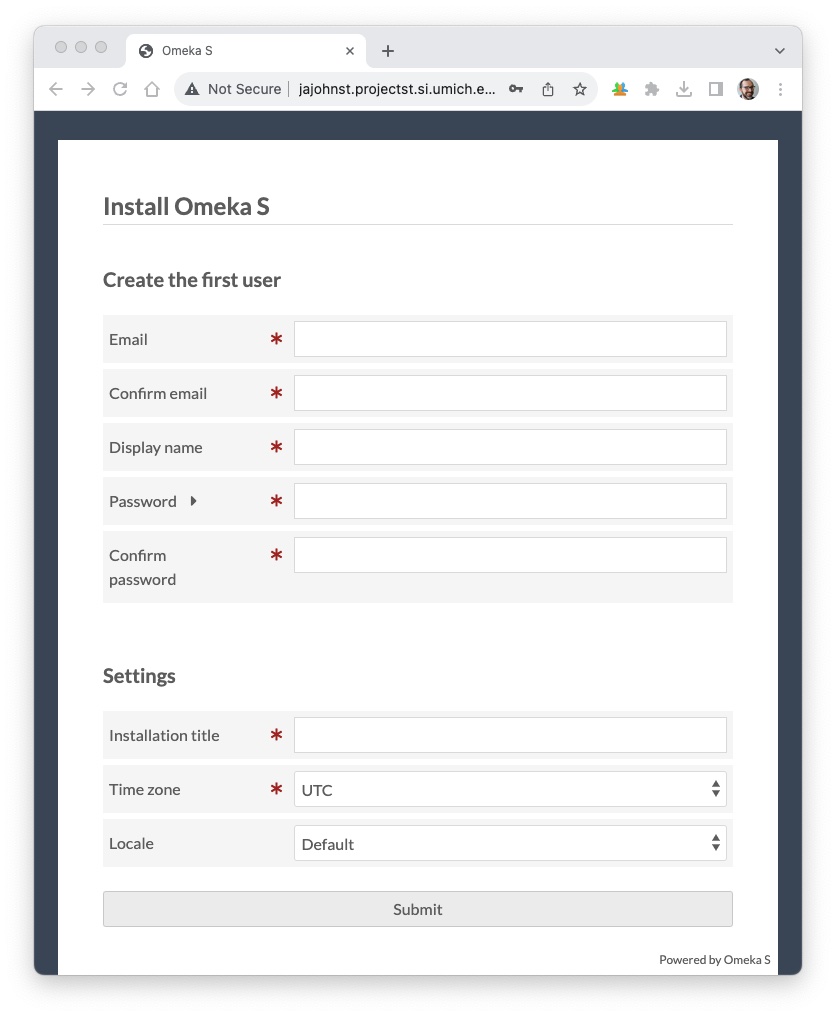 Omeka S
Not Secure jajohnst.projectst.si.umich.e...
Install Omeka S
Create the first user
Email *
Confirm email *
Display name *
Password *
Confirm *
password
Settings
Installation title *
Time zone * UTC
Locale Default
Submit
Powered by Omeka S